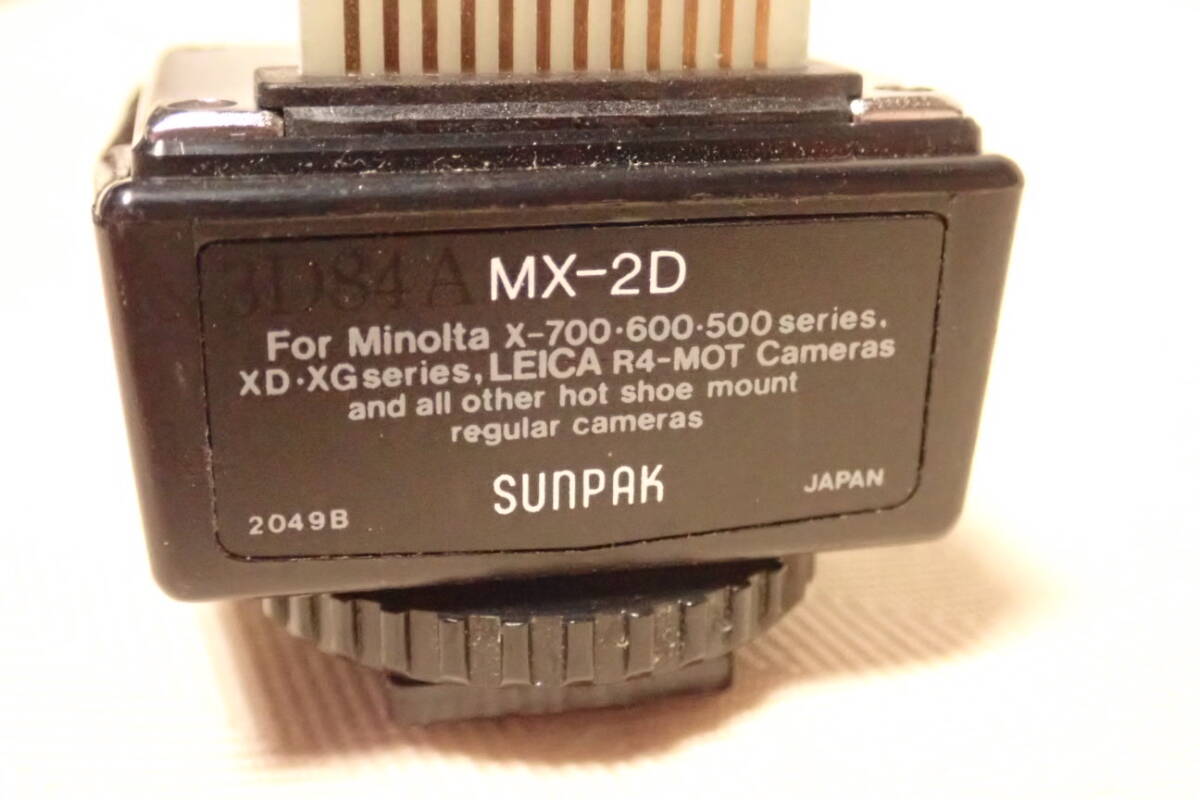 3D84A
MX-2D
For Minolta X-700·600·500 series.
XD·XG series, LEICA R4-MOT Cameras
and all other hot shoe mount
regular cameras
SUNPAK
2049B
JAPAN